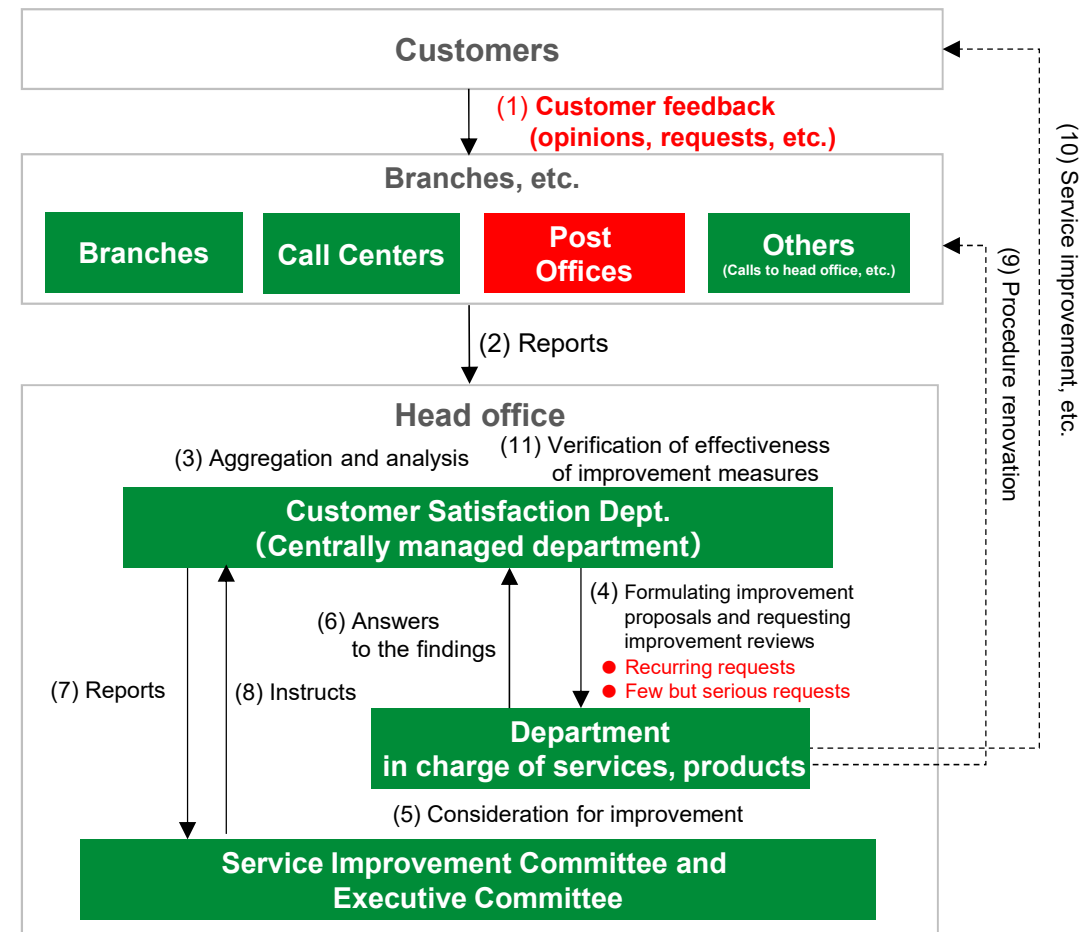 Customers
(1) Customer feedback
(opinions, requests, etc.)
Branches, etc.
Branches
Call Centers
Post
Offices
Others
(Calls to head office, etc.)
(2) Reports
(9) Procedure renovation
(10) Service improvement, etc.
Head office
(3) Aggregation and analysis
(11) Verification of effectiveness
of improvement measures
Customer Satisfaction Dept.
(Centrally managed department)
(4) Formulating improvement
proposals and requesting
improvement reviews
● Recurring requests
● Few but serious requests
(6) Answers
to the findings
(7) Reports
(8) Instructs
Department
in charge of services, products
(5) Consideration for improvement
Service Improvement Committee and
Executive Committee